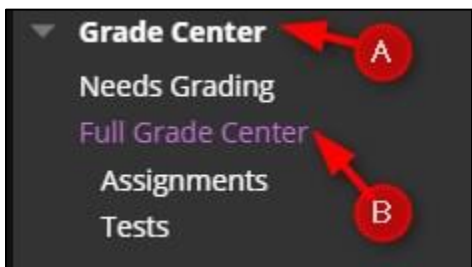 Grade Center
A
Needs Grading
Full Grade Center
Assignments
B
Tests